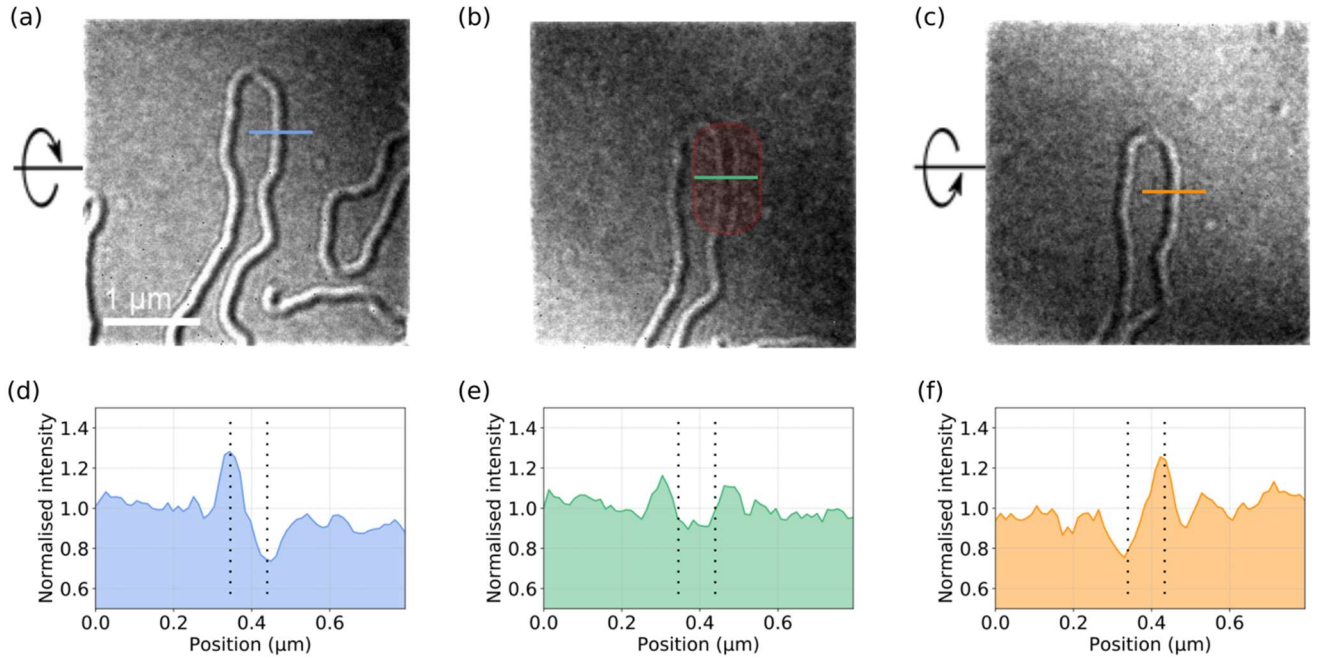 (a)
(b)
(c)
1 μm
(d)
(e)
(f)
Normalised intensity
1.4
1.2
1.0
0.8
0.6
0.0 0.2 0.4 0.6
Position (μm)
Normalised intensity
1.4
1.2
1.0
0.8
0.6
0.0 0.2 0.4 0.6
Position (μm)
Normalised intensity
1.4
1.2
1.0
0.8
0.6
0.0 0.2 0.4 0.6
Position (μm)